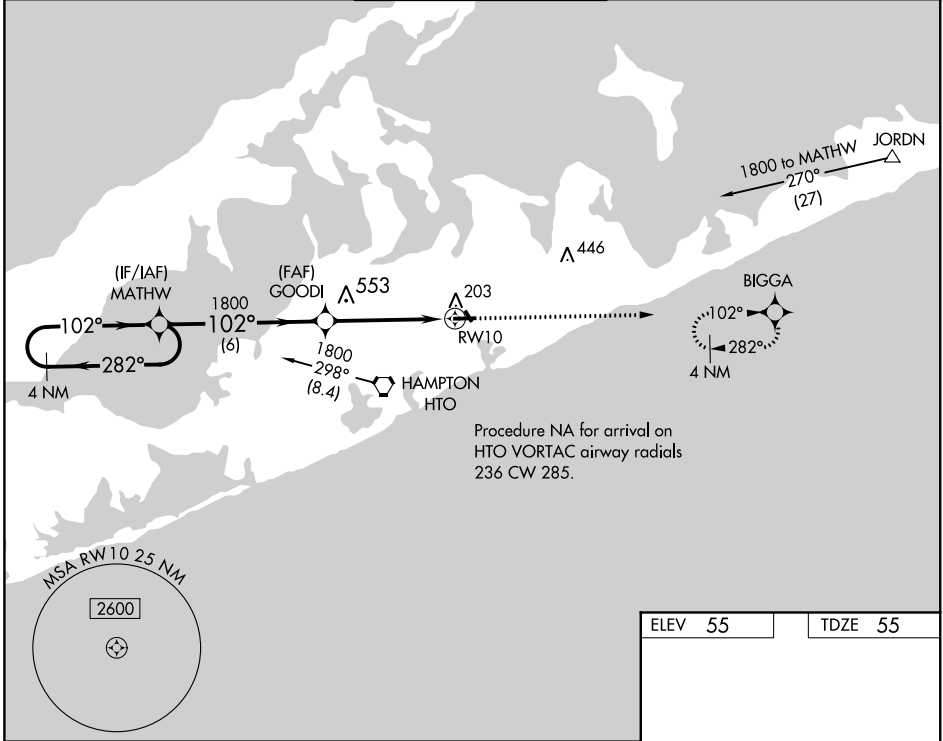 JORDN
1800 to MATHW
270°
(27)
446
(IF/IAF)
MATHW
(FAF)
GOODI
553
203
BIGGA
102°
1800
102°
(6)
RW10
102°
282°
282°
4 NM
4 NM
1800
298°
(8.4)
HAMPTON
HTO
Procedure NA for arrival on
HTO VORTAC airway radials
236 CW 285.
MSA RW10 25 NM
2600
ELEV 55
TDZE 55